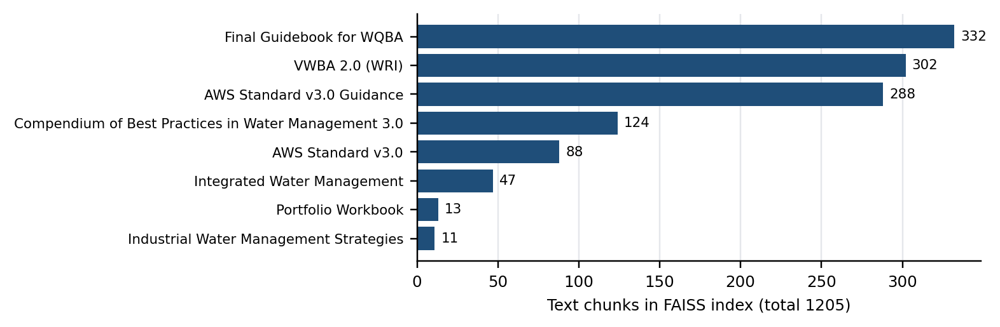 Final Guidebook for WQBA 332
VWBA 2.0 (WRI) 302
AWS Standard v3.0 Guidance 288
Compendium of Best Practices in Water Management 3.0 124
AWS Standard v3.0 88
Integrated Water Management 47
Portfolio Workbook 13
Industrial Water Management Strategies 11
0 50 100 150 200 250 300
Text chunks in FAISS index (total 1205)